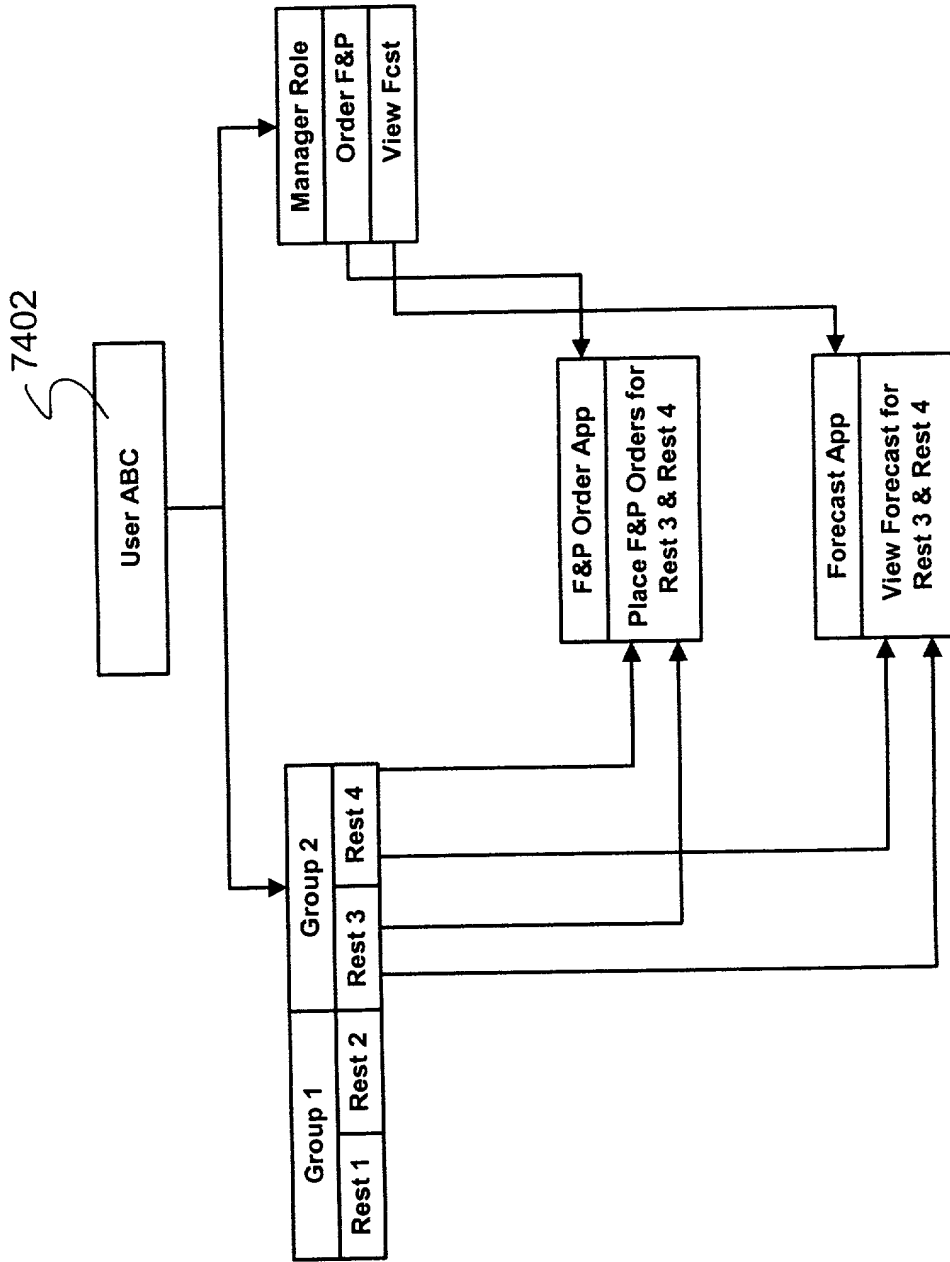 7402
User ABC
Group 1
Group 2
Rest 1
Rest 2
Rest 3
Rest 4
Manager Role
Order F&P
View Fcst
F&P Order App
Place F&P Orders for
Rest 3 & Rest 4
Forecast App
View Forecast for
Rest 3 & Rest 4